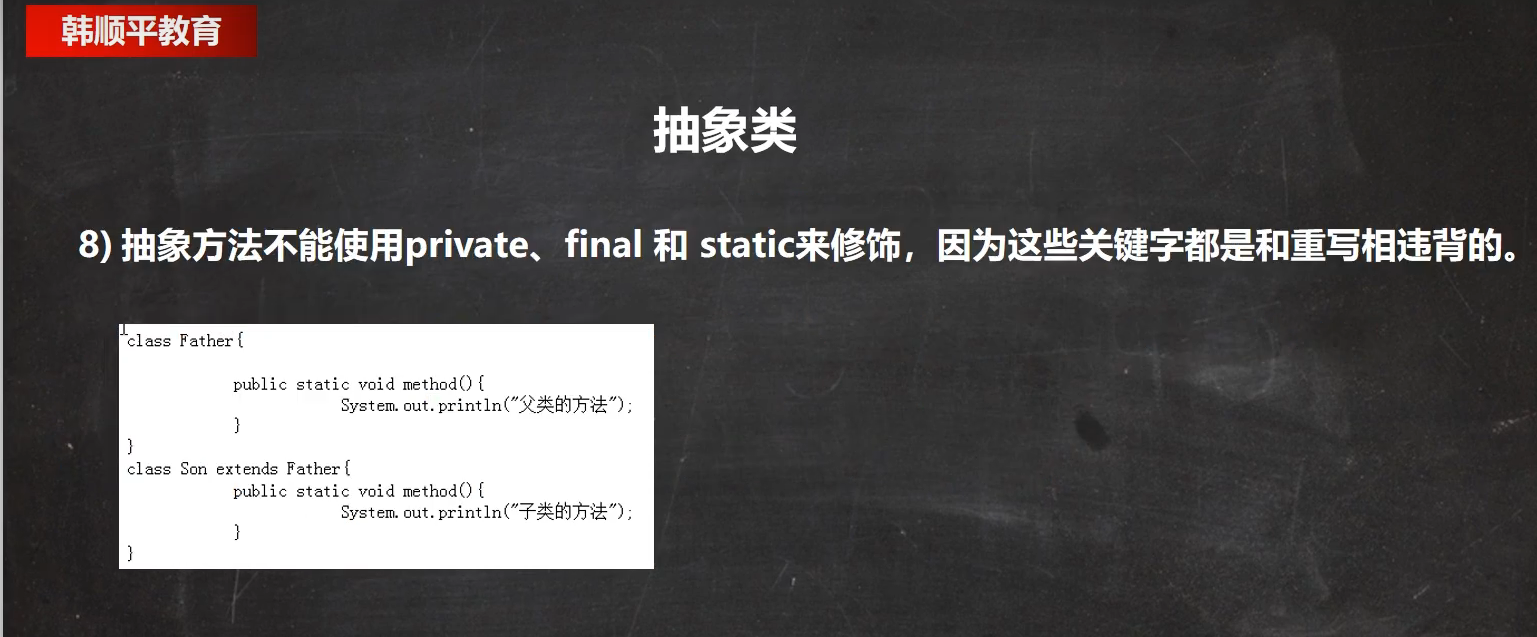 韩顺平教育
抽象类
8) 抽象方法不能使用private、final 和 static来修饰，因为这些关键字都是和重写相违背的。
class Father{
public static void method(){
System.out.println("父类的方法");
}
}
class Son extends Father{
public static void method(){
System.out.println("子类的方法");
}
}